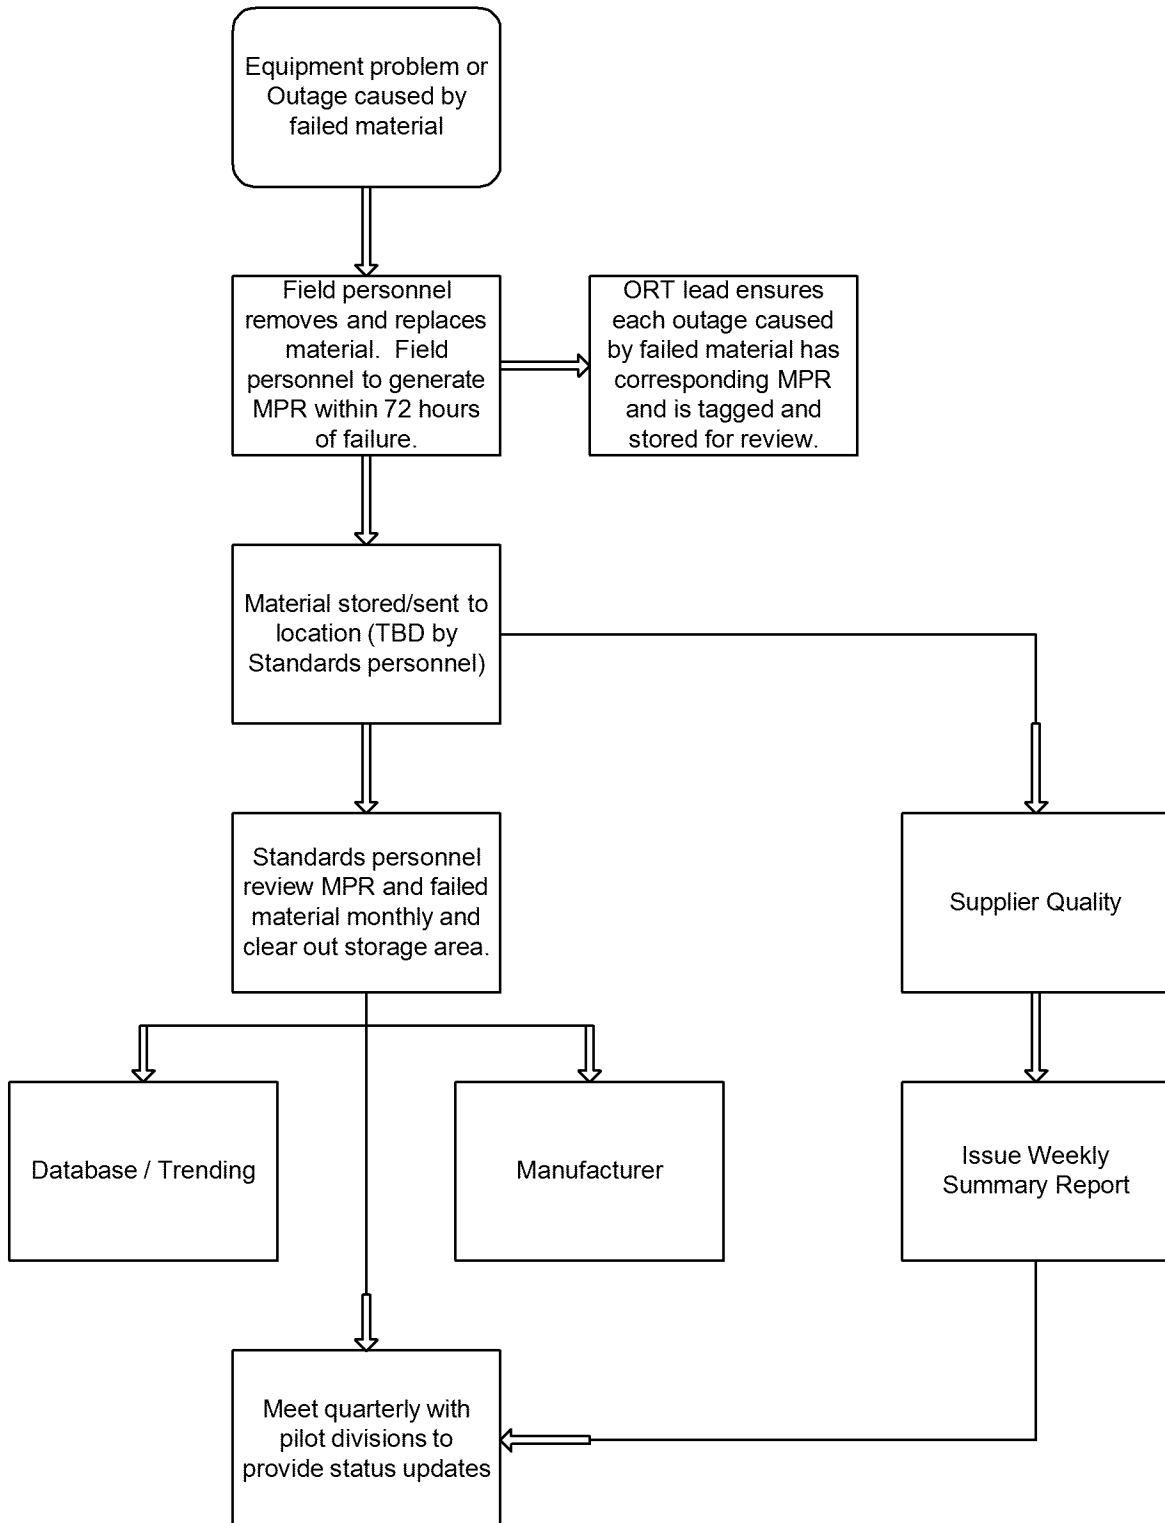 Equipment problem or
Outage caused by
failed material
Field personnel
removes and replaces
material.  Field
personnel to generate
MPR within 72 hours
of failure.
ORT lead ensures
each outage caused
by failed material has
corresponding MPR
and is tagged and
stored for review.
Material stored/sent to
location (TBD by
Standards personnel)
Standards personnel
review MPR and failed
material monthly and
clear out storage area.
Supplier Quality
Database / Trending
Manufacturer
Issue Weekly
Summary Report
Meet quarterly with
pilot divisions to
provide status updates